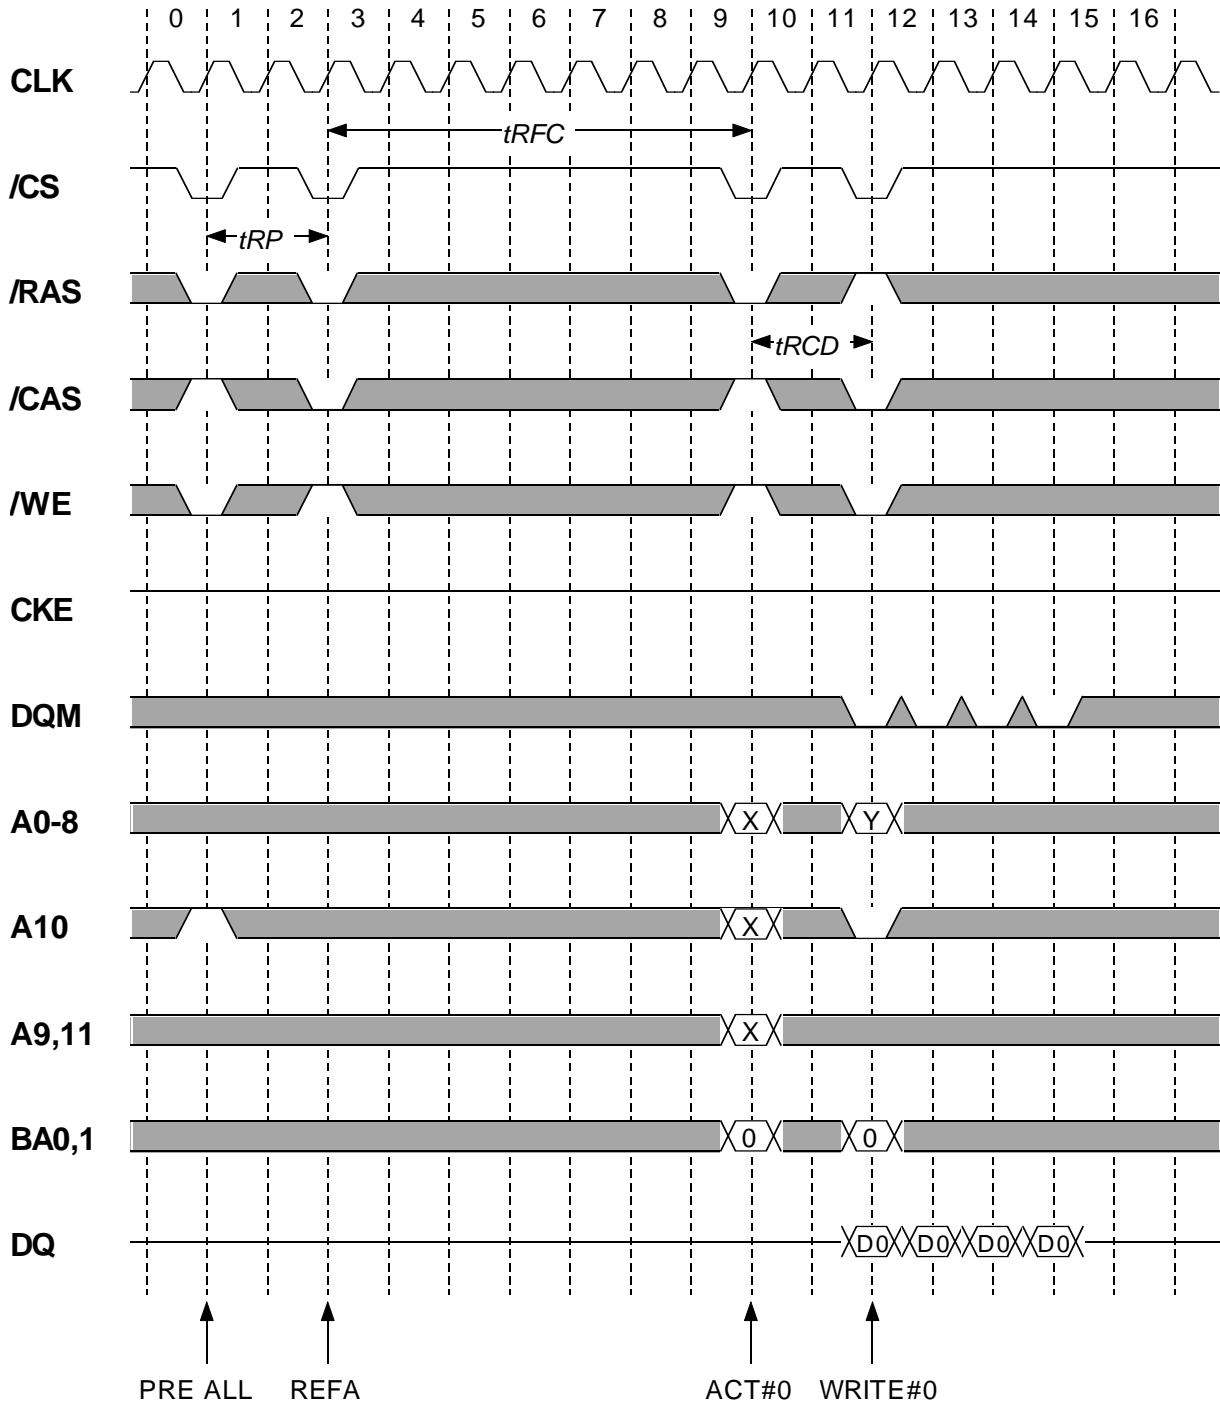 0 1 2 3 4 5 6 7 8 9 10 11 12 13 14 15 16
CLK
tRFC
/CS
tRP
/RAS
tRCD
/CAS
/WE
CKE
DQM
A0-8 X Y
A10 X
A9,11 X
BA0,1 0 0
DQ D0 D0 D0 D0
PRE ALL REFA ACT#0 WRITE#0